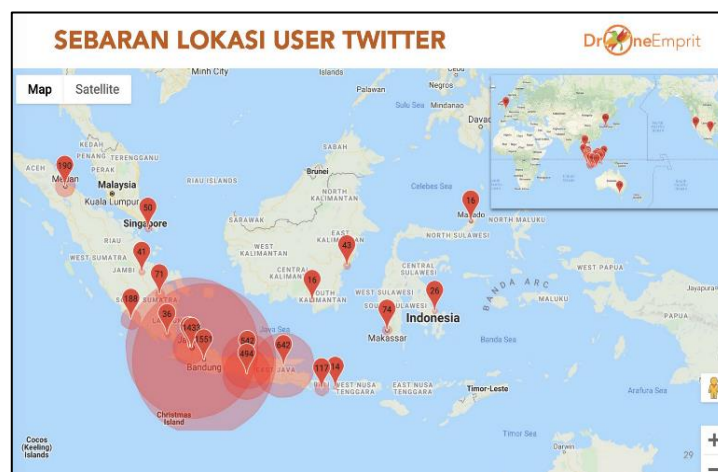 SEBARAN LOKASI USER TWITTER
DroneEmprit
Map
Satellite
Minh City
Islands
Palawan
Negros
Sulu Sea
Mindanao
Davao
KEDAH
PENANG
TERENGGANU
PERAK
ACEH
190
Medan
Malaysia
Kuala Lumpur
RIAU ISLANDS
SABAH
Brunei
NORTH KALIMANTAN
SARAWAK
Celebes Sea
16
Manado
NORTH MALUKU
50
Singapore
RIAU
WEST KALIMANTAN
EAST KALIMANTAN
43
NORTH SULAWESI
41
WEST SUMATRA
JAMBI
CENTRAL KALIMANTAN
CENTRAL SULAWESI
WEST PAPUA
Jayapura
71
16
SOUTH KALIMANTAN
WEST SULAWESI
26
BANDA ARC
MALUKU
188
SOUTH SUMATRA
36
74
Makassar
Indonesia
PAPUA
1433
Java Sea
1551
Bandung
542
494
642
EAST JAVA
Banda Sea
117
14
WEST NUSA TENGGARA
EAST NUSA TENGGARA
Timor-Leste
Arafura Sea
Christmas Island
Timor Sea
Cocos (Keeling) Islands
Darwin
29